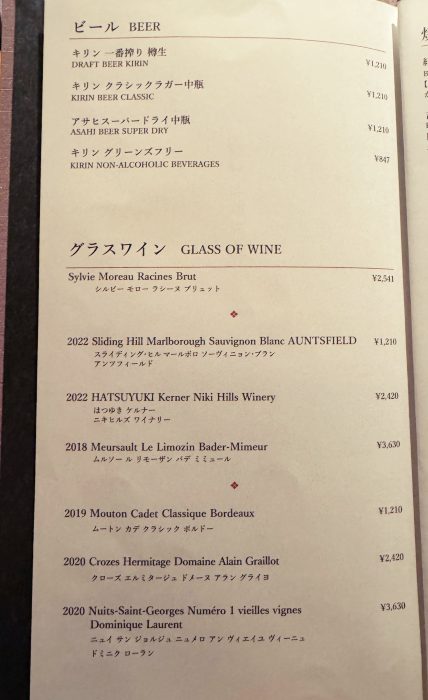 ビール BEER
キリン 一番搾り 樽生
DRAFT BEER KIRIN ¥1,210
キリン クラシックラガー中瓶
KIRIN BEER CLASSIC ¥1,210
アサヒスーパードライ中瓶
ASAHI BEER SUPER DRY ¥1,210
キリン グリーンズフリー
KIRIN NON-ALCOHOLIC BEVERAGES ¥847
グラスワイン GLASS OF WINE
Sylvie Moreau Racines Brut ¥2,541
シルビー モロー ラシーヌ ブリュット
2022 Sliding Hill Marlborough Sauvignon Blanc AUNTSFIELD ¥1,210
スライディング・ヒル マールボロ ソーヴィニョン・ブラン
アンツフィールド
2022 HATSUYUKI Kerner Niki Hills Winery ¥2,420
はつゆき ケルナー
ニキヒルズ ワイナリー
2018 Meursault Le Limozin Bader-Mimeur ¥3,630
ムルソー ル リモーザン バデ ミミュール
2019 Mouton Cadet Classique Bordeaux ¥1,210
ムートン カデ クラシック ボルドー
2020 Crozes Hermitage Domaine Alain Graillot ¥2,420
クローズ エルミタージュ ドメーヌ アラン グライヨ
2020 Nuits-Saint-Georges Numéro 1 vieilles vignes ¥3,630
Dominique Laurent
ニュイ サン ジョルジュ ニュメロ アン ヴィエイユ ヴィーニュ
ドミニク ローラン